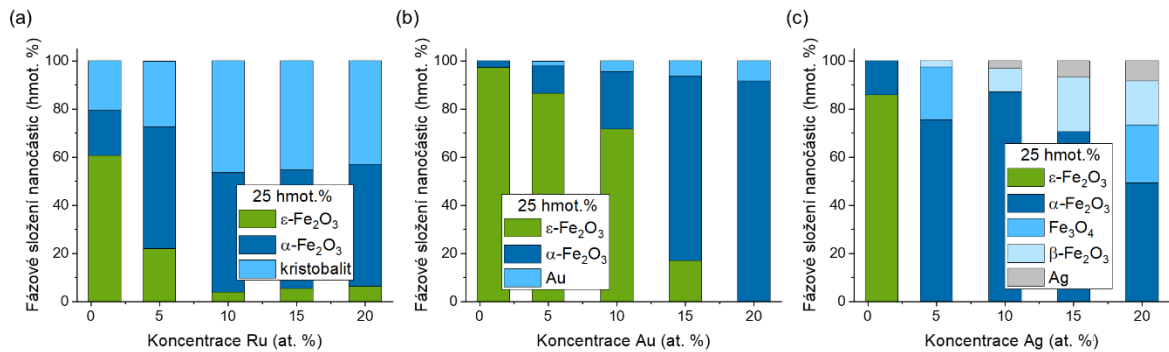 (a)
Fázové složení nanočástic (hmot. %)
100
80
60
40
20
0
25 hmot.%
ε-Fe₂O₃
α-Fe₂O₃
kristobalit
0 5 10 15 20
Koncentrace Ru (at. %)
(b)
Fázové složení nanočástic (hmot. %)
100
80
60
40
20
0
25 hmot.%
ε-Fe₂O₃
α-Fe₂O₃
Au
0 5 10 15 20
Koncentrace Au (at. %)
(c)
Fázové složení nanočástic (hmot. %)
100
80
60
40
20
0
25 hmot.%
ε-Fe₂O₃
α-Fe₂O₃
Fe₃O₄
β-Fe₂O₃
Ag
0 5 10 15 20
Koncentrace Ag (at. %)